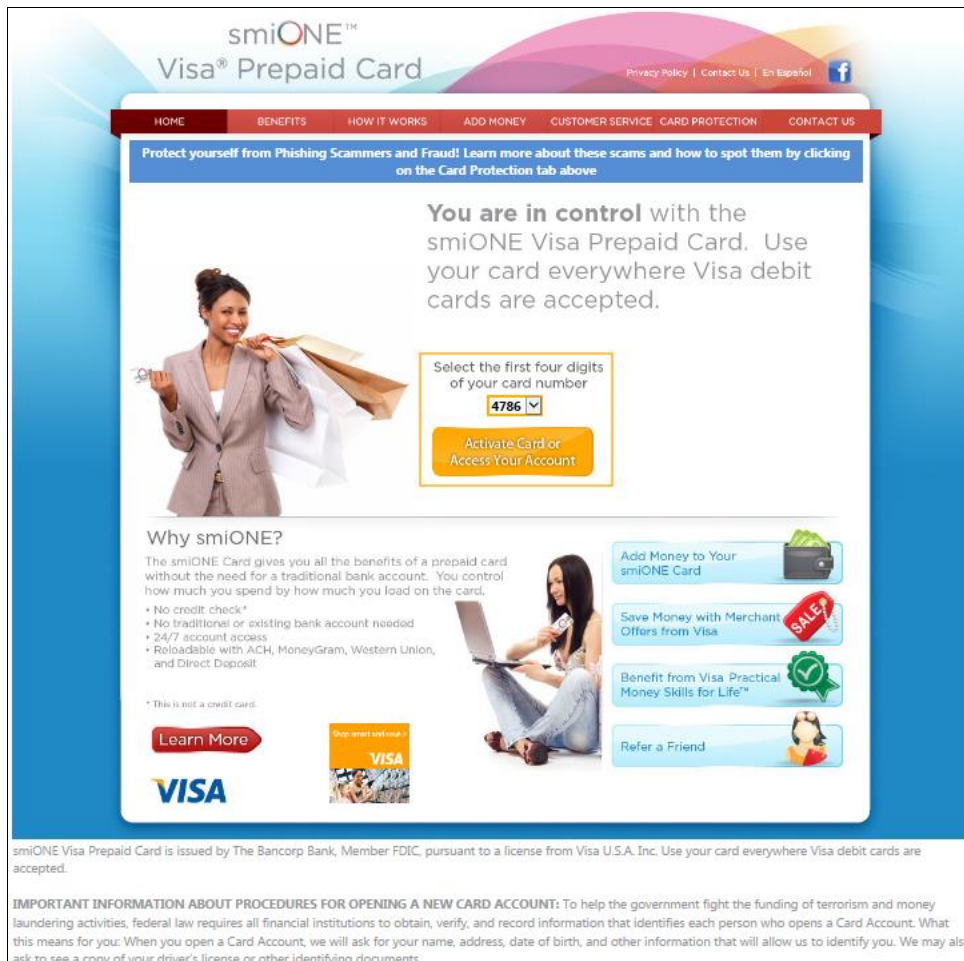 smiONE™
Visa® Prepaid Card
Privacy Policy | Contact Us | En Español
f
HOME BENEFITS HOW IT WORKS ADD MONEY CUSTOMER SERVICE CARD PROTECTION CONTACT US
Protect yourself from Phishing Scammers and Fraud! Learn more about these scams and how to spot them by clicking
on the Card Protection tab above
You are in control with the
smiONE Visa Prepaid Card. Use
your card everywhere Visa debit
cards are accepted.
Select the first four digits
of your card number
4786
Activate Card or
Access Your Account
Why smiONE?
The smiONE Card gives you all the benefits of a prepaid card
without the need for a traditional bank account. You control
how much you spend by how much you load on the card.
• No credit check*
• No traditional or existing bank account needed
• 24/7 account access
• Reloadable with ACH, MoneyGram, Western Union,
and Direct Deposit
* This is not a credit card.
Learn More
VISA
Shop smart and save >
VISA
Add Money to Your
smiONE Card
Save Money with Merchant
Offers from Visa
SALE
Benefit from Visa Practical
Money Skills for Life™
Refer a Friend
smiONE Visa Prepaid Card is issued by The Bancorp Bank, Member FDIC, pursuant to a license from Visa U.S.A. Inc. Use your card everywhere Visa debit cards are
accepted.
IMPORTANT INFORMATION ABOUT PROCEDURES FOR OPENING A NEW CARD ACCOUNT: To help the government fight the funding of terrorism and money
laundering activities, federal law requires all financial institutions to obtain, verify, and record information that identifies each person who opens a Card Account. What
this means for you: When you open a Card Account, we will ask for your name, address, date of birth, and other information that will allow us to identify you. We may als
ask to see a copy of your driver's license or other identifying documents.